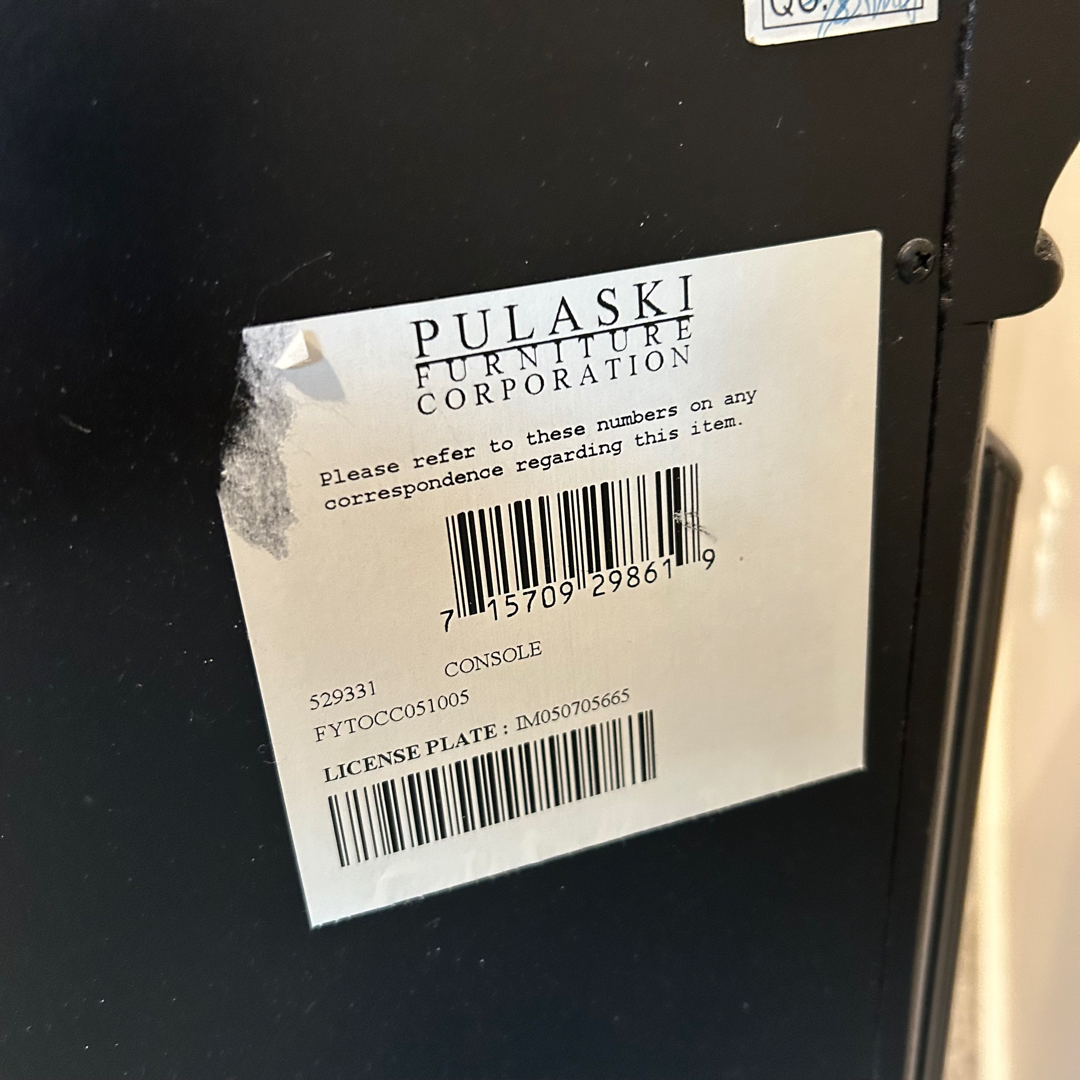 QC:
PULASKI
FURNITURE
CORPORATION
Please refer to these numbers on any
correspondence regarding this item.
7 15709 29861 9
CONSOLE
529331
FYTOCC051005
LICENSE PLATE: IM050705665